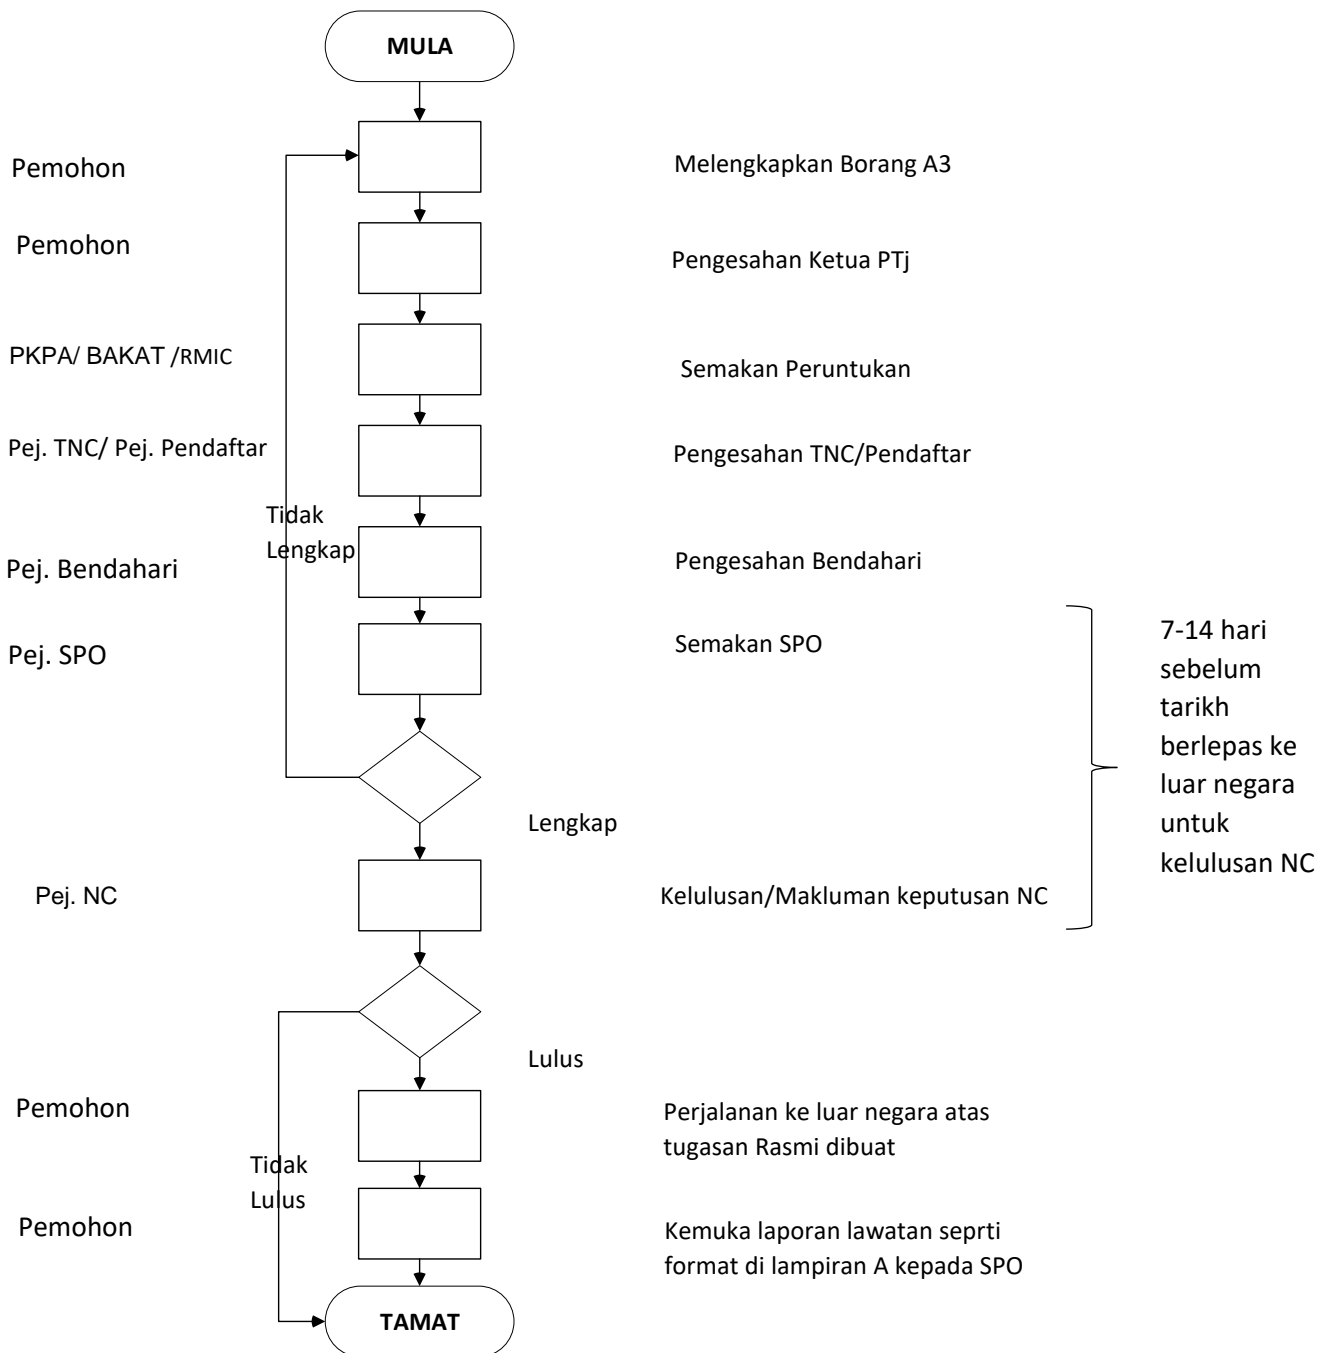 MULA
Pemohon
Melengkapkan Borang A3
Pemohon
Pengesahan Ketua PTj
PKPA/ BAKAT /RMIC
Semakan Peruntukan
Pej. TNC/ Pej. Pendaftar
Pengesahan TNC/Pendaftar
Tidak
Lengkap
Pej. Bendahari
Pengesahan Bendahari
Pej. SPO
Semakan SPO
7-14 hari
sebelum
tarikh
berlepas ke
luar negara
untuk
kelulusan NC
Lengkap
Pej. NC
Kelulusan/Makluman keputusan NC
Lulus
Pemohon
Perjalanan ke luar negara atas
tugasan Rasmi dibuat
Tidak
Lulus
Pemohon
Kemuka laporan lawatan seprti
format di lampiran A kepada SPO
TAMAT